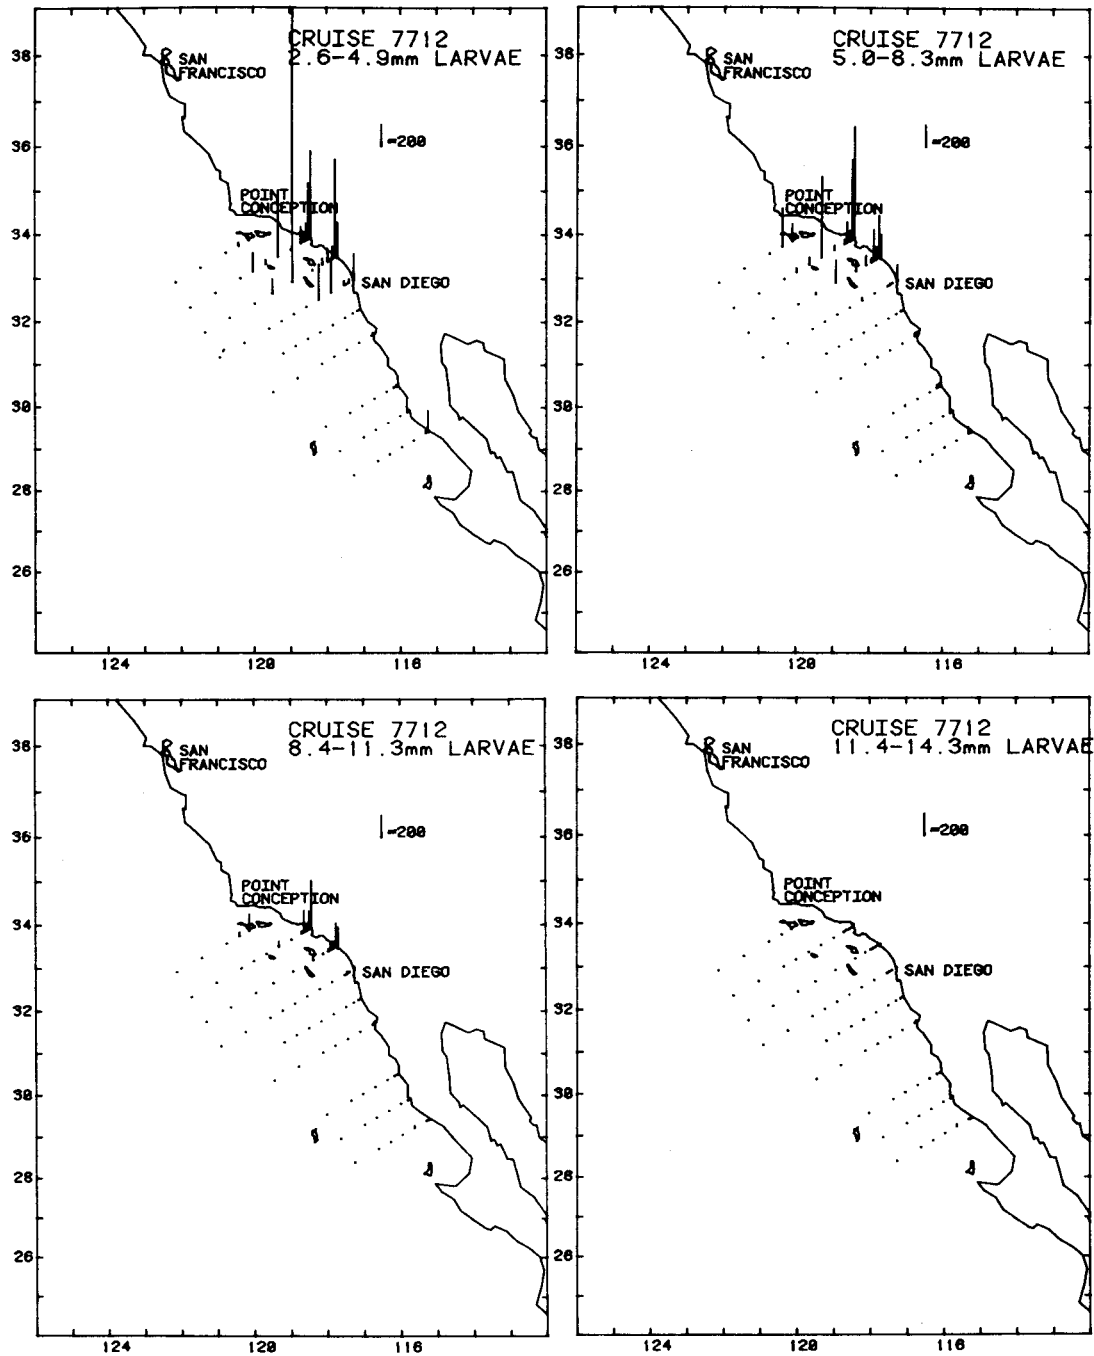 CRUISE 7712
2.6-4.9mm LARVAE
SAN
FRANCISCO
=200
POINT
CONCEPTION
SAN DIEGO
38
36
34
32
30
28
26
124
120
116
CRUISE 7712
5.0-8.3mm LARVAE
SAN
FRANCISCO
=200
POINT
CONCEPTION
SAN DIEGO
38
36
34
32
30
28
26
124
120
116
CRUISE 7712
8.4-11.3mm LARVAE
SAN
FRANCISCO
=200
POINT
CONCEPTION
SAN DIEGO
38
36
34
32
30
28
26
124
120
116
CRUISE 7712
11.4-14.3mm LARVAE
SAN
FRANCISCO
=200
POINT
CONCEPTION
SAN DIEGO
38
36
34
32
30
28
26
124
120
116